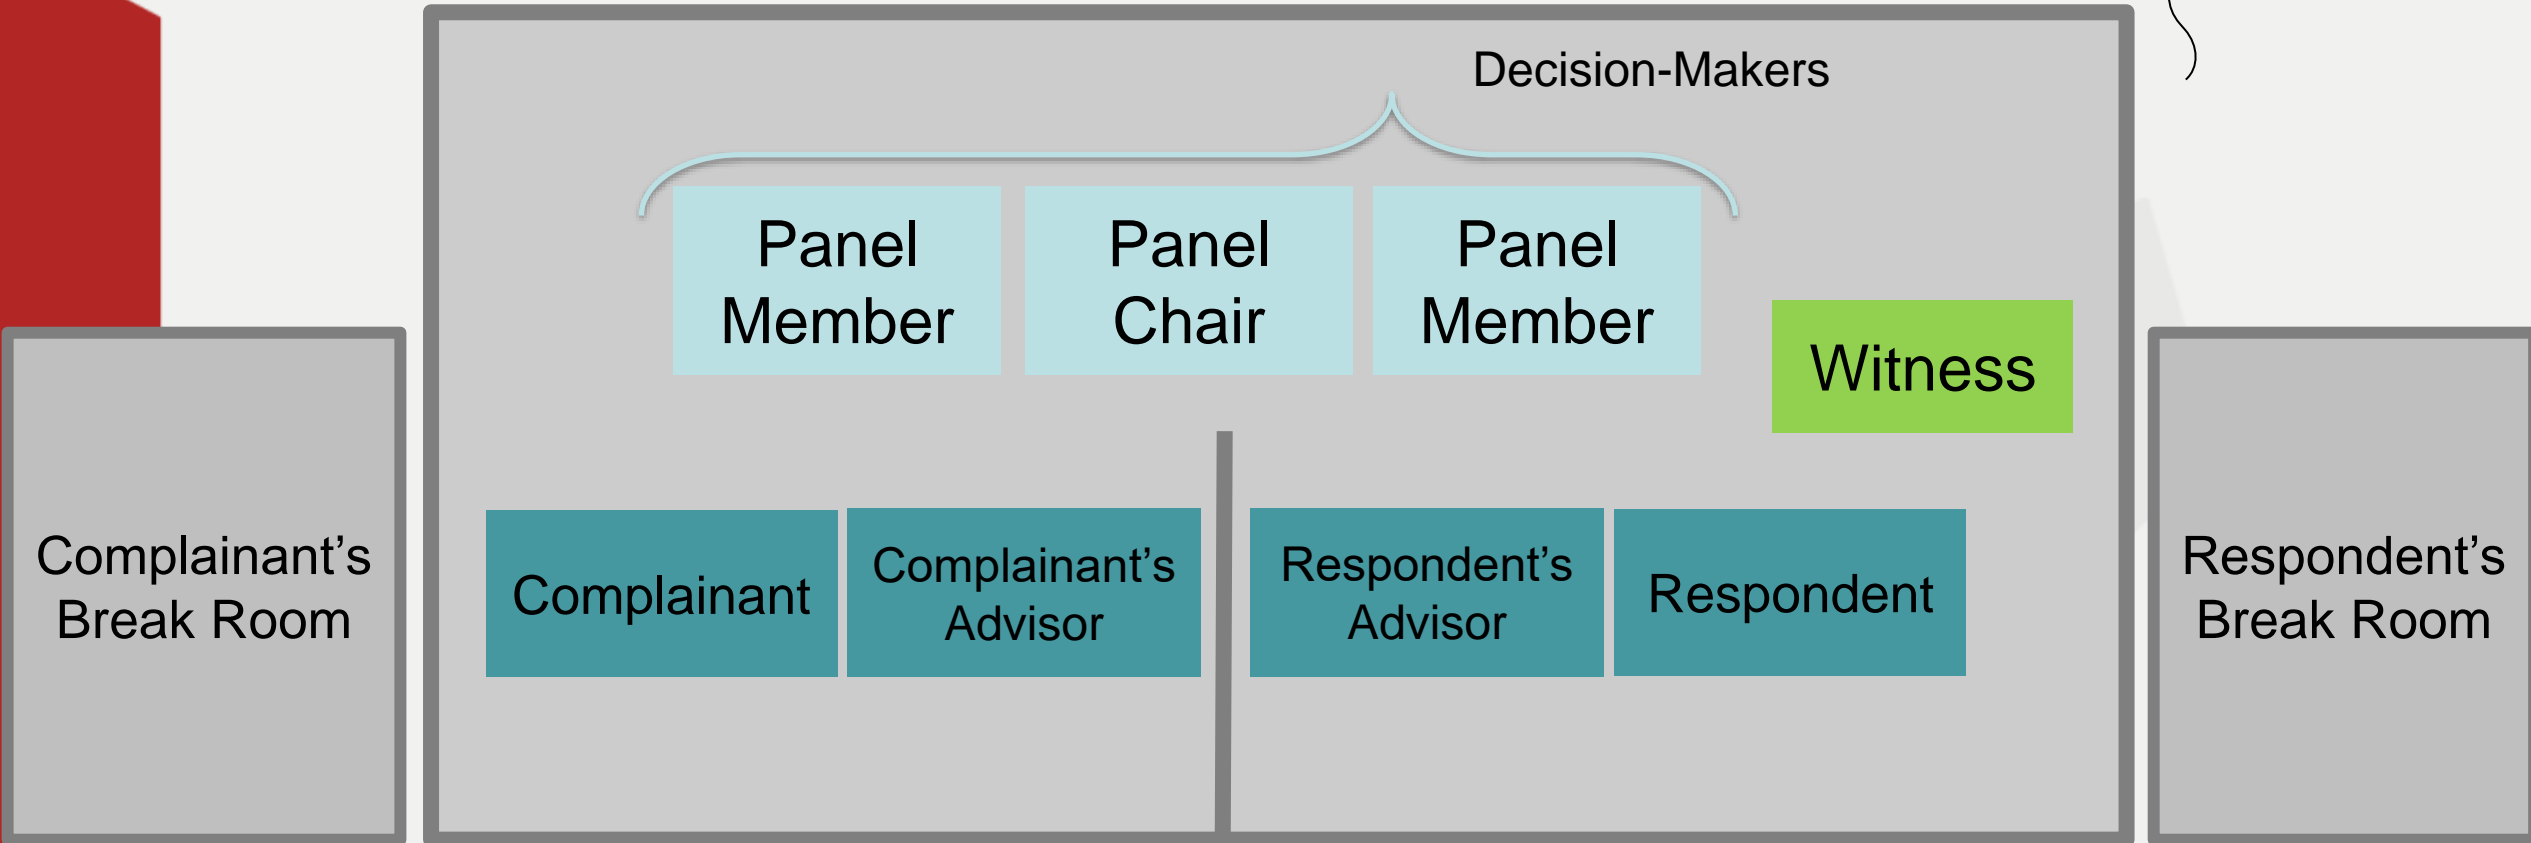 Decision-Makers
Panel
Member
Panel
Chair
Panel
Member
Witness
Complainant’s
Break Room
Complainant
Complainant’s
Advisor
Respondent’s
Advisor
Respondent
Respondent’s
Break Room